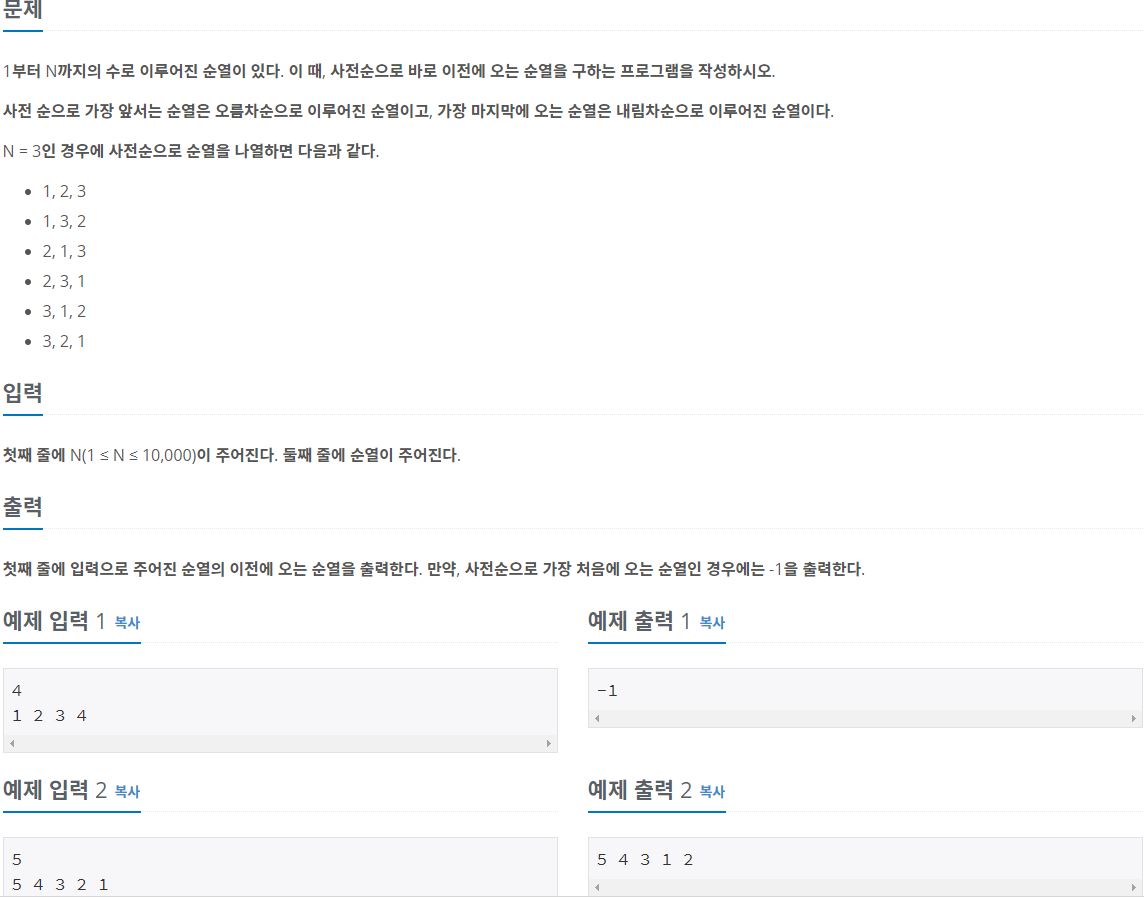 문제
1부터 N까지의 수로 이루어진 순열이 있다. 이 때, 사전순으로 바로 이전에 오는 순열을 구하는 프로그램을 작성하시오.
사전 순으로 가장 앞서는 순열은 오름차순으로 이루어진 순열이고, 가장 마지막에 오는 순열은 내림차순으로 이루어진 순열이다.
N = 3인 경우에 사전순으로 순열을 나열하면 다음과 같다.
• 1, 2, 3
• 1, 3, 2
• 2, 1, 3
• 2, 3, 1
• 3, 1, 2
• 3, 2, 1
입력
첫째 줄에 N(1 ≤ N ≤ 10,000)이 주어진다. 둘째 줄에 순열이 주어진다.
출력
첫째 줄에 입력으로 주어진 순열의 이전에 오는 순열을 출력한다. 만약, 사전순으로 가장 처음에 오는 순열인 경우에는 -1을 출력한다.
예제 입력 1 복사
4
1 2 3 4
예제 출력 1 복사
-1
예제 입력 2 복사
5
5 4 3 2 1
예제 출력 2 복사
5 4 3 1 2